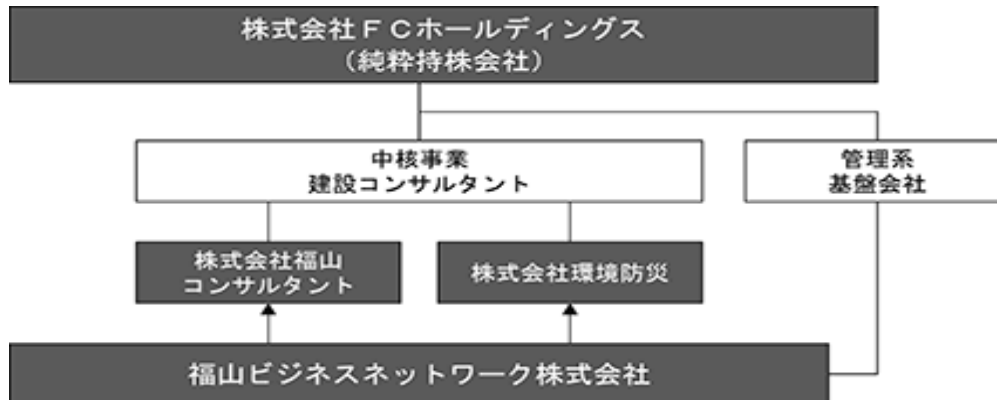 株式会社ＦＣホールディングス
（純粋持株会社）
中核事業
建設コンサルタント
管理系
基盤会社
株式会社福山
コンサルタント
株式会社環境防災
福山ビジネスネットワーク株式会社